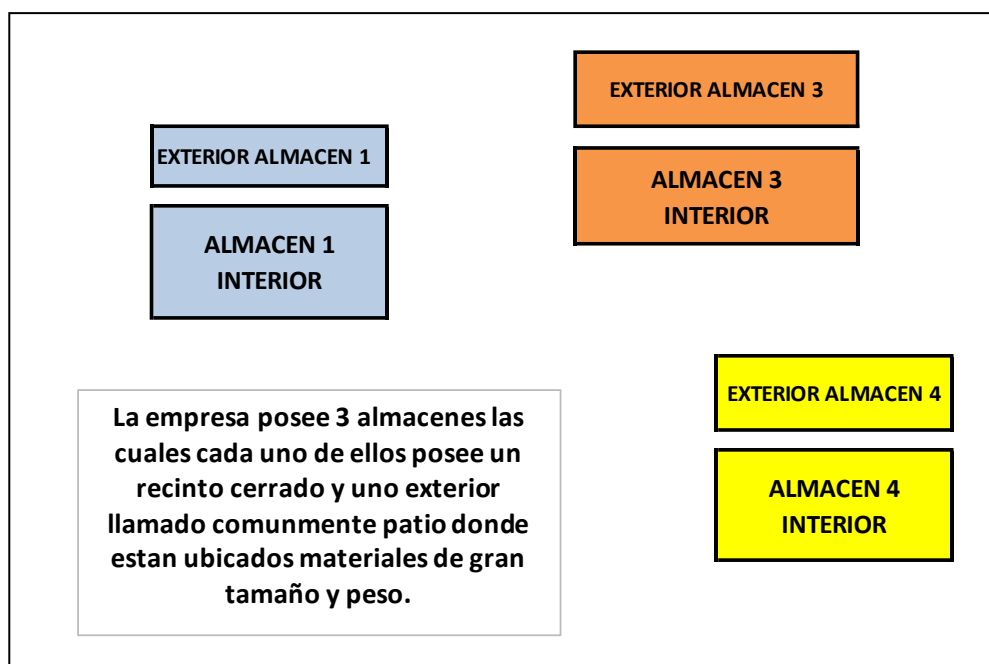 EXTERIOR ALMACEN 3
EXTERIOR ALMACEN 1
ALMACEN 3
INTERIOR
ALMACEN 1
INTERIOR
EXTERIOR ALMACEN 4
La empresa posee 3 almacenes las
cuales cada uno de ellos posee un
recinto cerrado y uno exterior
llamado comunmente patio donde
estan ubicados materiales de gran
tamaño y peso.
ALMACEN 4
INTERIOR